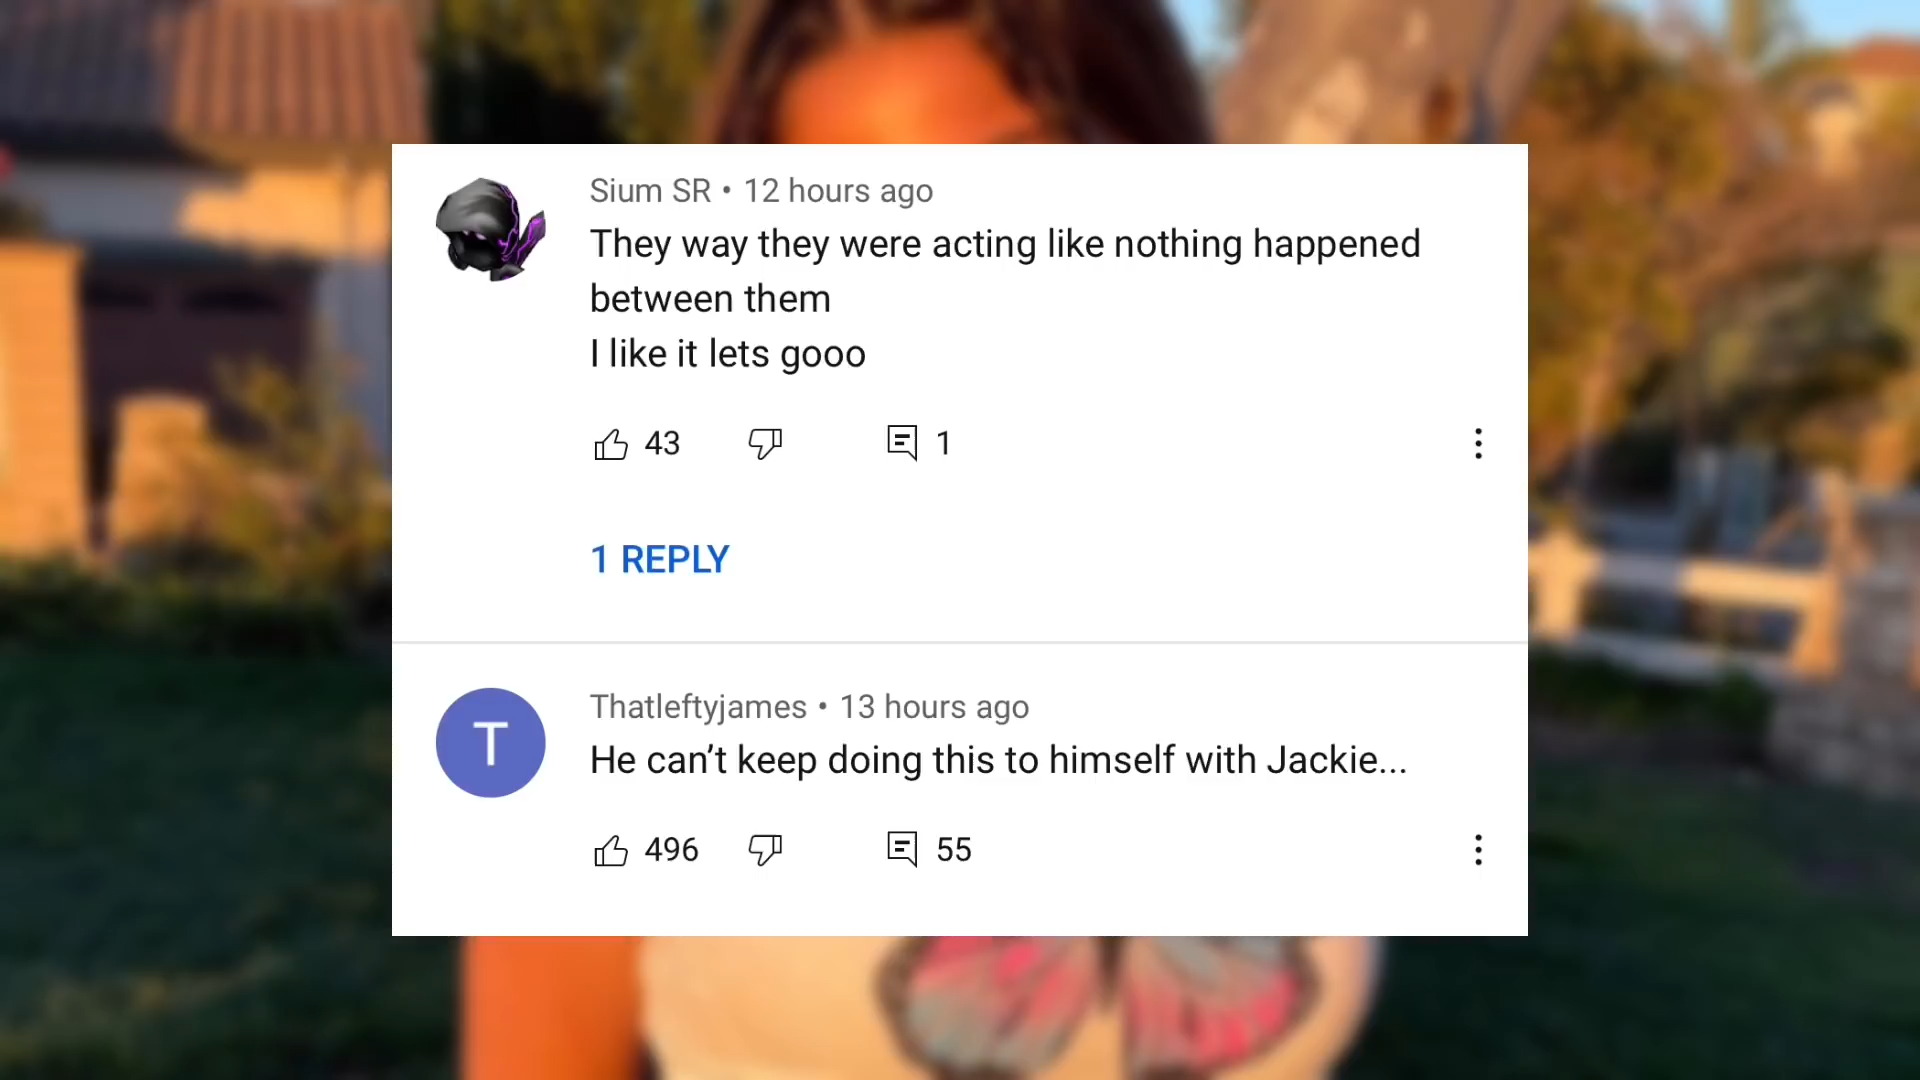 Sium SR • 12 hours ago
They way they were acting like nothing happened
between them
I like it lets gooo
43
1
1 REPLY
T
Thatleftyjames • 13 hours ago
He can’t keep doing this to himself with Jackie...
496
55